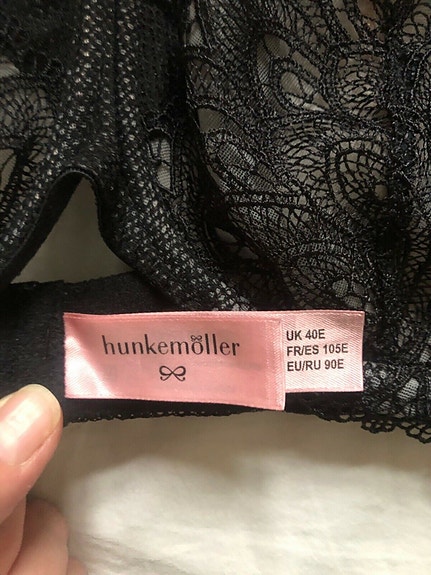 hunkemöller
UK 40E
FR/ES 105E
EU/RU 90E